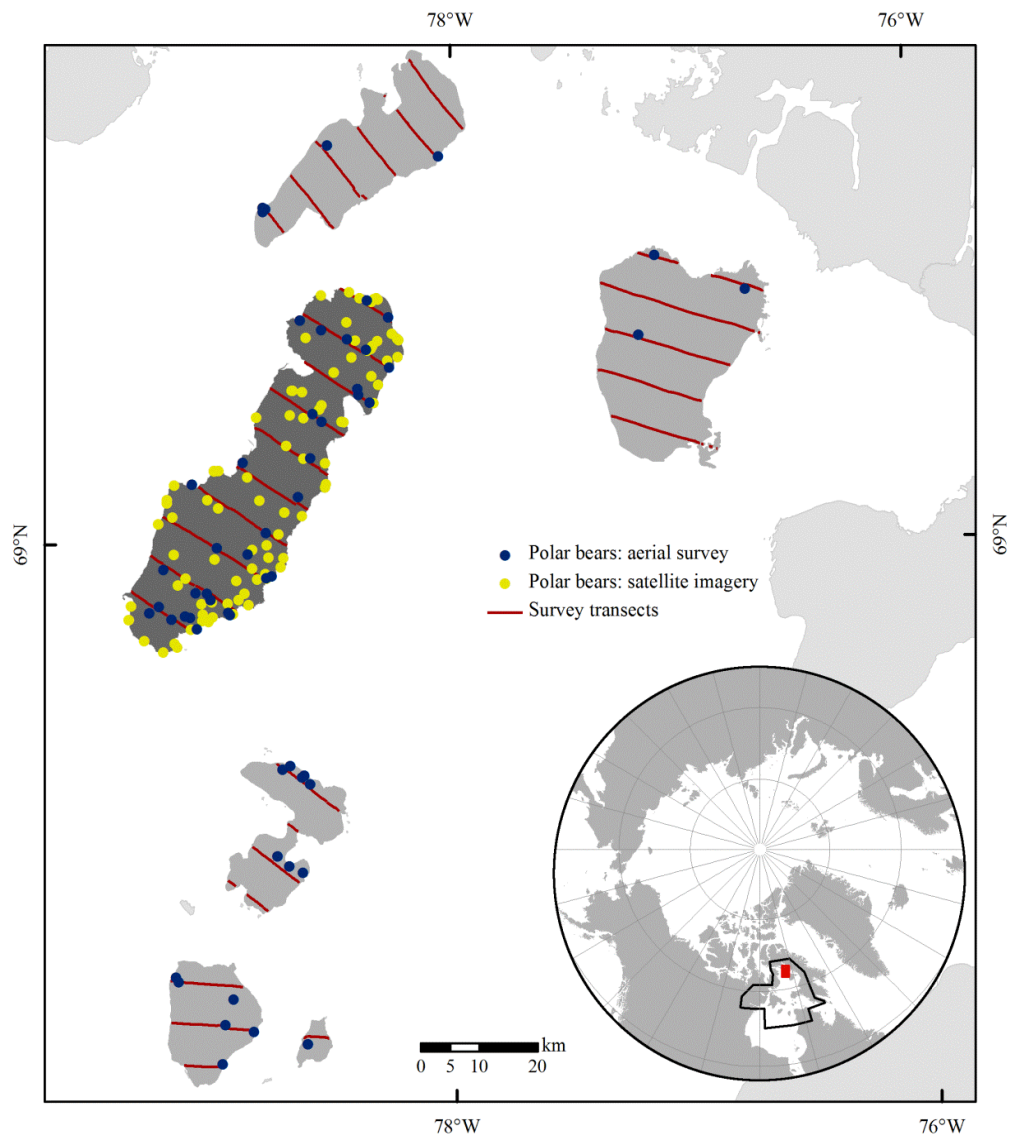 78°W 76°W
69°N 69°N
Polar bears: aerial survey
Polar bears: satellite imagery
Survey transects
km
0 5 10 20
78°W 76°W